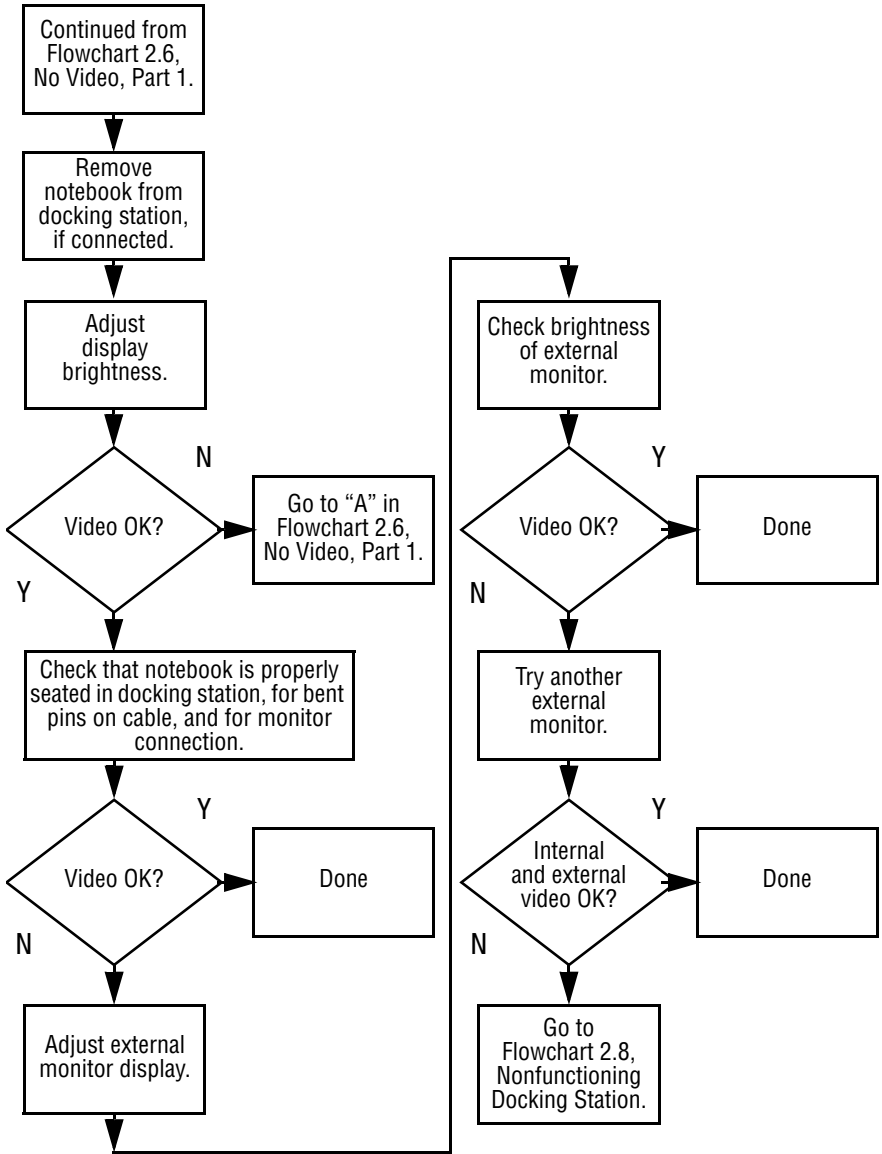 Continued from
Flowchart 2.6,
No Video, Part 1.
Remove
notebook from
docking station,
if connected.
Adjust
display
brightness.
Video OK?
N
Y
Go to “A” in
Flowchart 2.6,
No Video, Part 1.
Check that notebook is properly
seated in docking station, for bent
pins on cable, and for monitor
connection.
Video OK?
Y
N
Done
Adjust external
monitor display.
Check brightness
of external
monitor.
Video OK?
Y
N
Done
Try another
external
monitor.
Internal
and external
video OK?
Y
N
Done
Go to
Flowchart 2.8,
Nonfunctioning
Docking Station.